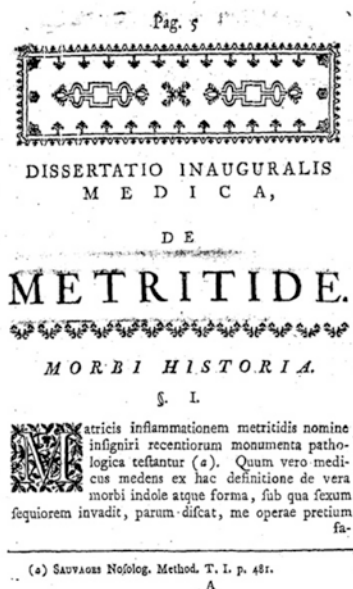 Pag. 5
DISSERTATIO INAUGURALIS
MEDICA,
DE
METRITIDE.
MORBI HISTORIA.
§. I.
Matricis inflammationem metritidis nomine
insigniri recentiorum monumenta patho-
logica teſtantur (a). Quum vero medi-
cus medens ex hac definitione de vera
morbi indole atque forma, ſub qua ſexum
ſequiorem invadit, parum diſcat, me operae pretium
fa-
(a) SAUVAGES Noſolog. Method. T. I. p. 481.
A